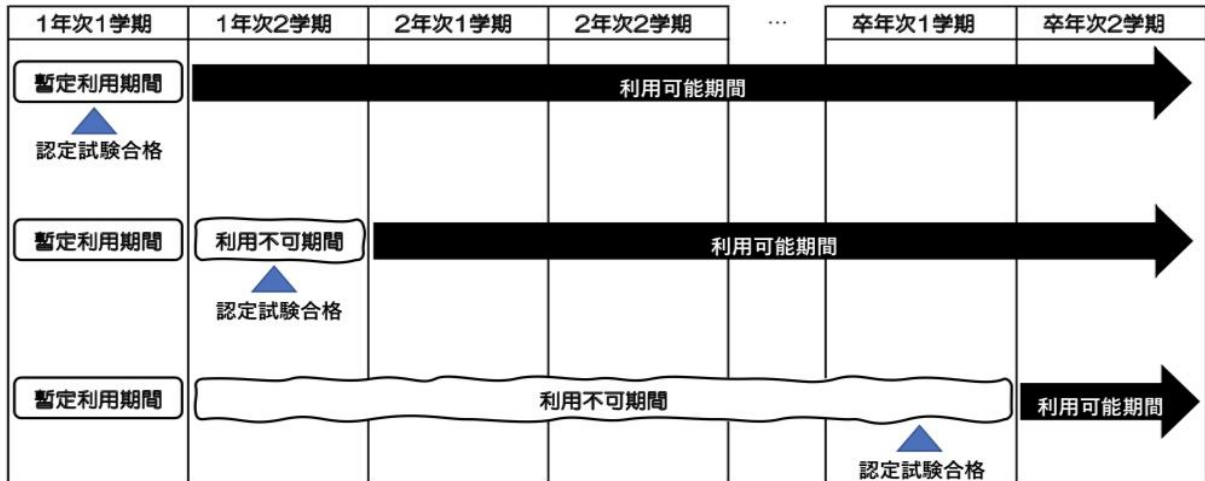 1年次1学期 1年次2学期 2年次1学期 2年次2学期 … 卒年次1学期 卒年次2学期
暫定利用期間 利用可能期間
認定試験合格
暫定利用期間 利用不可期間 利用可能期間
認定試験合格
暫定利用期間 利用不可期間 利用可能期間
認定試験合格